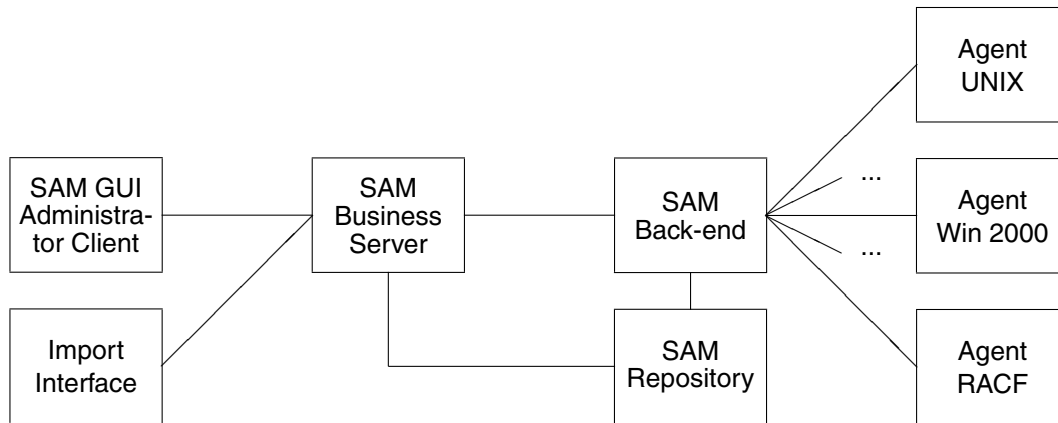 Agent
UNIX
SAM GUI
Administra-
tor Client
SAM
Business
Server
SAM
Back-end
...
...
Agent
Win 2000
Import
Interface
SAM
Repository
Agent
RACF